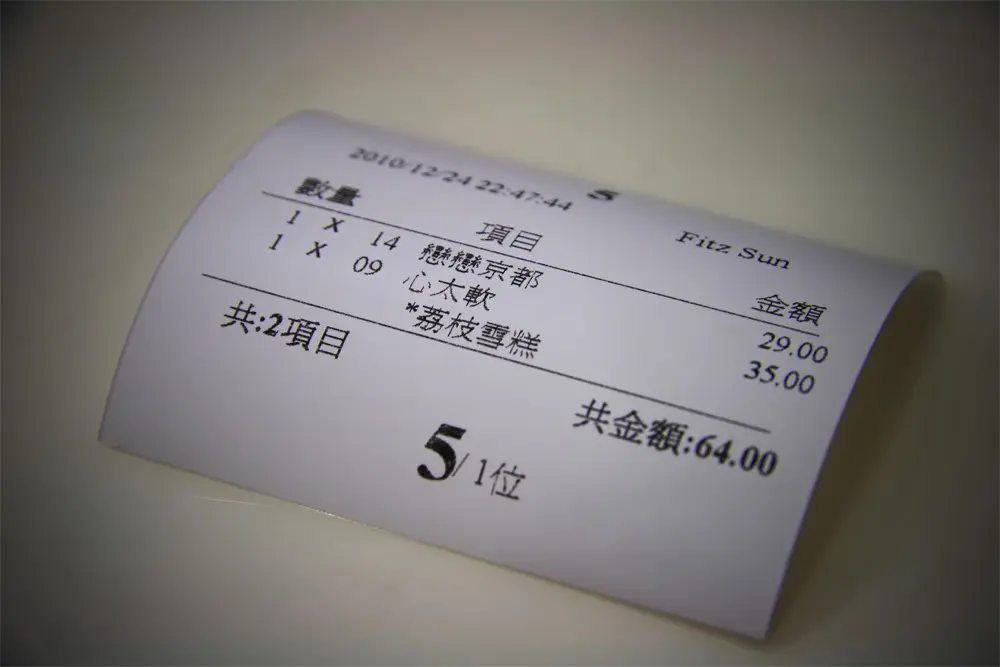 S
2010/12/24 22:47:44 Fitz Sun
數量 項目 金額
1 X 14 戀戀京都 29.00
1 X 09 心太軟 35.00
*荔枝雪糕
共:2項目 共金額:64.00
5/1位